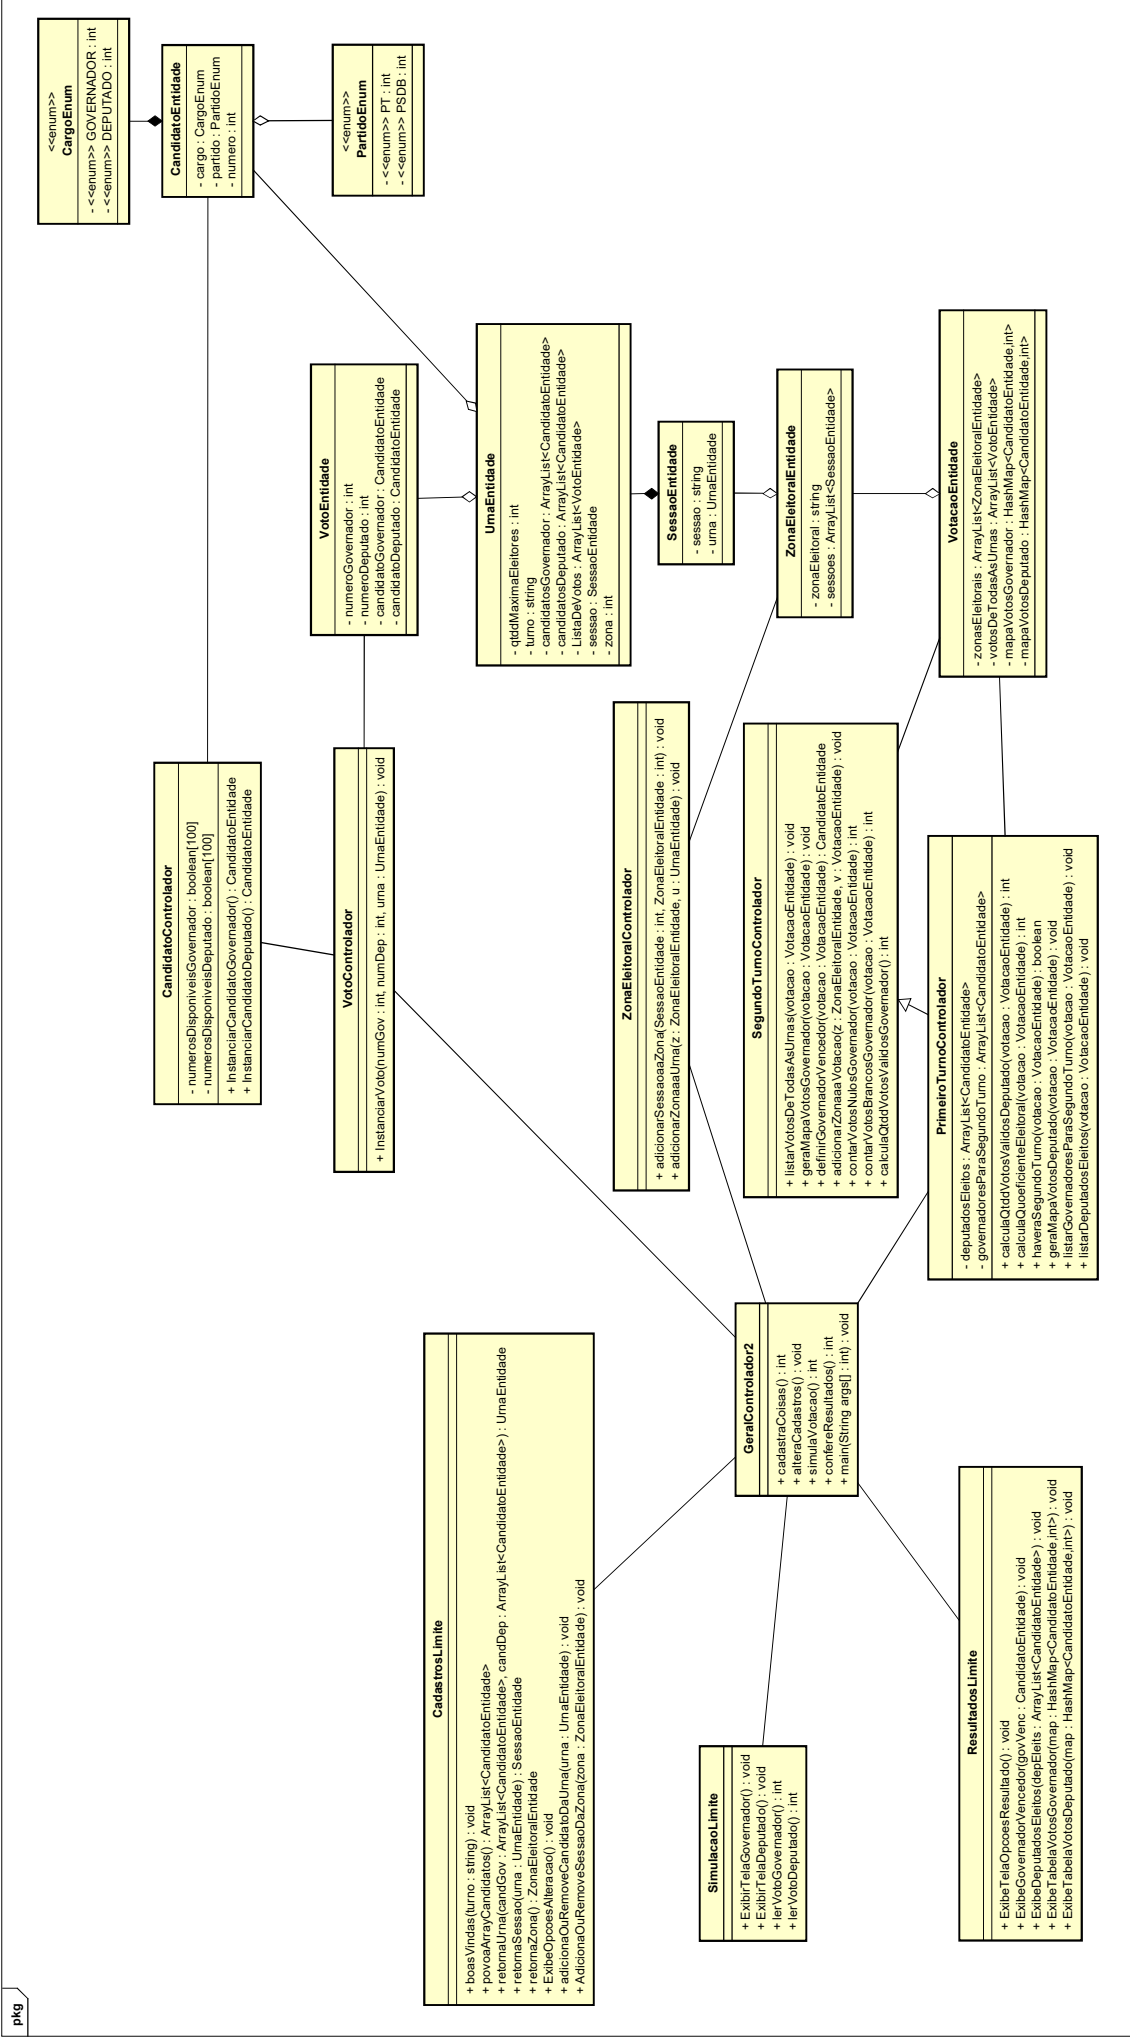 pkg
<<enum>>
CargoEnum
- <<enum>> GOVERNADOR : int
- <<enum>> DEPUTADO : int
CandidatoEntidade
- cargo : CargoEnum
- partido : PartidoEnum
- numero : int
<<enum>>
PartidoEnum
- <<enum>> PT : int
- <<enum>> PSDB : int
CandidatoControlador
- numerosDisponiveisGovernador : boolean[100]
- numerosDisponiveisDeputado : boolean[100]
+ InstanciarCandidatoGovernador() : CandidatoEntidade
+ InstanciarCandidatoDeputado() : CandidatoEntidade
VotoControlador
+ InstanciarVoto(numGov : int, numDep : int, urna : UrnaEntidade) : void
VotoEntidade
- numeroGovernador : int
- numeroDeputado : int
- candidatoGovernador : CandidatoEntidade
- candidatoDeputado : CandidatoEntidade
UrnaEntidade
- qtddMaximaEleitores : int
- turno : string
- candidatosGovernador : ArrayList<CandidatoEntidade>
- candidatosDeputado : ArrayList<CandidatoEntidade>
- ListaDeVotos : ArrayList<VotoEntidade>
- sessao : SessaoEntidade
- zona : int
SessaoEntidade
- sessao : string
- urna : UrnaEntidade
ZonaEleitoralEntidade
- zonaEleitoral : string
- sessoes : ArrayList<SessaoEntidade>
VotacaoEntidade
- zonasEleitorais : ArrayList<ZonaEleitoralEntidade>
- votosDeTodasAsUrnas : ArrayList<VotoEntidade>
- mapaVotosGovernador : HashMap<CandidatoEntidade,int>
- mapaVotosDeputado : HashMap<CandidatoEntidade,int>
ZonaEleitoralControlador
+ adicionarSessaoaaZona(SessaoEntidade : int, ZonaEleitoralEntidade : int) : void
+ adicionarZonaaaUrna(z : ZonaEleitoralEntidade, u : UrnaEntidade) : void
SegundoTurnoControlador
+ listarVotosDeTodasAsUrnas(votacao : VotacaoEntidade) : void
+ geraMapaVotosGovernador(votacao : VotacaoEntidade) : void
+ definirGovernadorVencedor(votacao : VotacaoEntidade) : CandidatoEntidade
+ adicionarZonaaaVotacao(z : ZonaEleitoralEntidade, v : VotacaoEntidade) : void
+ contarVotosNulosGovernador(votacao : VotacaoEntidade) : int
+ contarVotosBrancosGovernador(votacao : VotacaoEntidade) : int
+ calculaQtddVotosValidosGovernador() : int
PrimeiroTurnoControlador
- deputadosEleitos : ArrayList<CandidatoEntidade>
- governadoresParaSegundoTurno : ArrayList<CandidatoEntidade>
+ calculaQtddVotosValidosDeputado(votacao : VotacaoEntidade) : int
+ calculaQuoeficienteEleitoral(votacao : VotacaoEntidade) : int
+ haveraSegundoTurno(votacao : VotacaoEntidade) : boolean
+ geraMapaVotosDeputado(votacao : VotacaoEntidade) : void
+ listarGovernadoresParaSegundoTurno(votacao : VotacaoEntidade) : void
+ listarDeputadosEleitos(votacao : VotacaoEntidade) : void
CadastrosLimite
+ boasVindas(turno : string) : void
+ povoaArrayCandidatos() : ArrayList<CandidatoEntidade>
+ retornaUrna(candGov : ArrayList<CandidatoEntidade>, candDep : ArrayList<CandidatoEntidade>) : UrnaEntidade
+ retornaSessao(urna : UrnaEntidade) : SessaoEntidade
+ retornaZona() : ZonaEleitoralEntidade
+ ExibeOpcoesAlteracao() : void
+ adicionaOuRemoveCandidatoDaUrna(urna : UrnaEntidade) : void
+ AdicionaOuRemoveSessaoDaZona(zona : ZonaEleitoralEntidade) : void
GeralControlador2
+ cadastraCoisas() : int
+ alteraCadastros() : void
+ simulaVotacao() : int
+ confereResultados() : int
+ main(String args[] : int) : void
SimulacaoLimite
+ ExibirTelaGovernador() : void
+ ExibirTelaDeputado() : void
+ lerVotoGovernador() : int
+ lerVotoDeputado() : int
ResultadosLimite
+ ExibeTelaOpcoesResultado() : void
+ ExibeGovernadorVencedor(govVenc : CandidatoEntidade) : void
+ ExibeDeputadosEleitos(depEleits : ArrayList<CandidatoEntidade>) : void
+ ExibeTabelaVotosGovernador(map : HashMap<CandidatoEntidade,int>) : void
+ ExibeTabelaVotosDeputado(map : HashMap<CandidatoEntidade,int>) : void